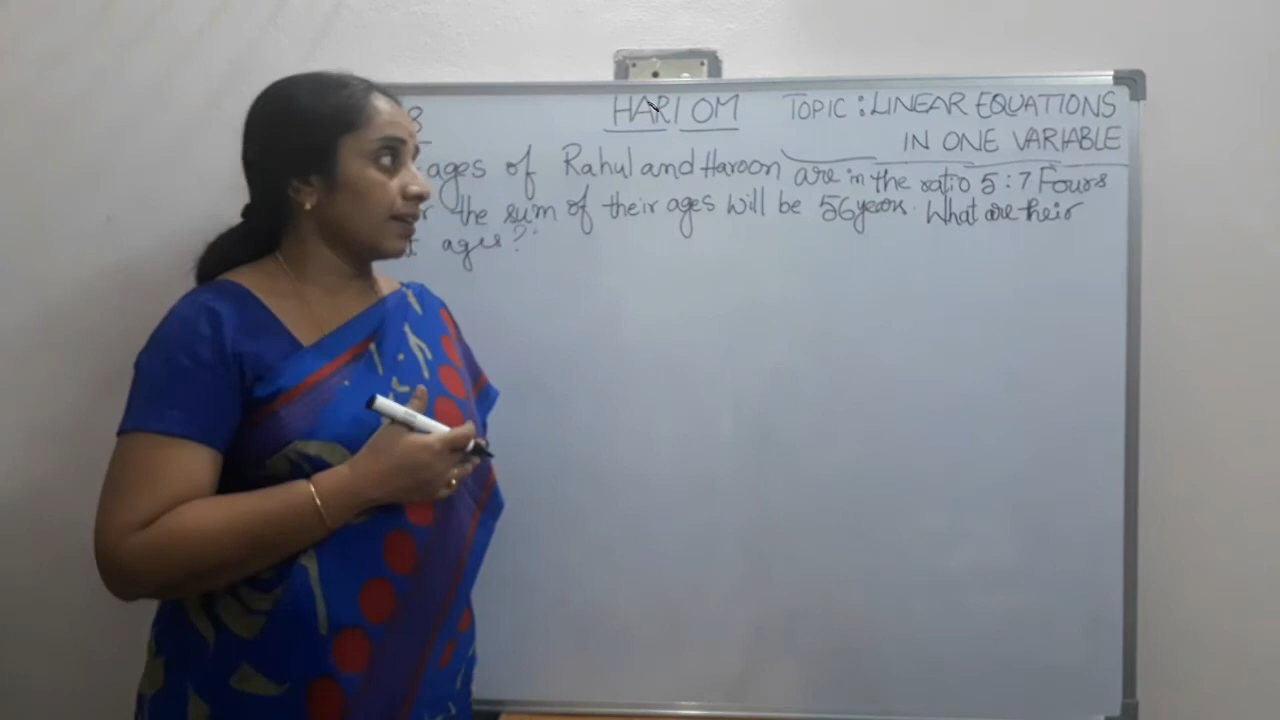 3
HARI OM
TOPIC : LINEAR EQUATIONS
IN ONE VARIABLE
ages of Rahul and Haroon are in the ratio 5:7 Fours
the sum of their ages will be 56 years. What are their
ages?